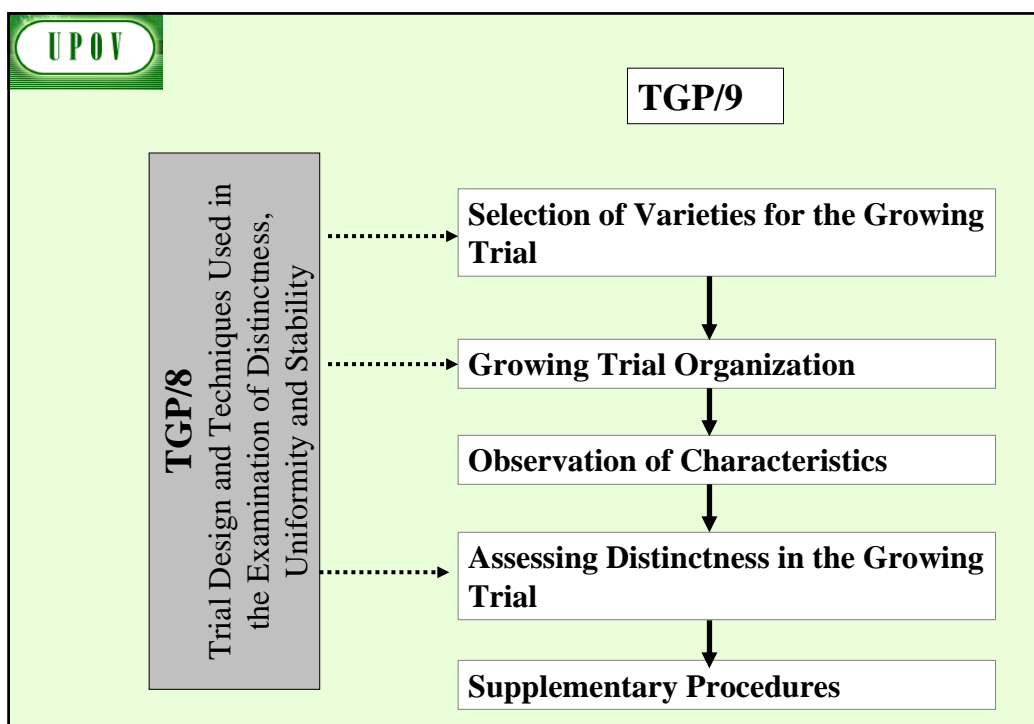 UPOV
TGP/9
TGP/8
Trial Design and Techniques Used in
the Examination of Distinctness,
Uniformity and Stability
Selection of Varieties for the Growing
Trial
Growing Trial Organization
Observation of Characteristics
Assessing Distinctness in the Growing
Trial
Supplementary Procedures